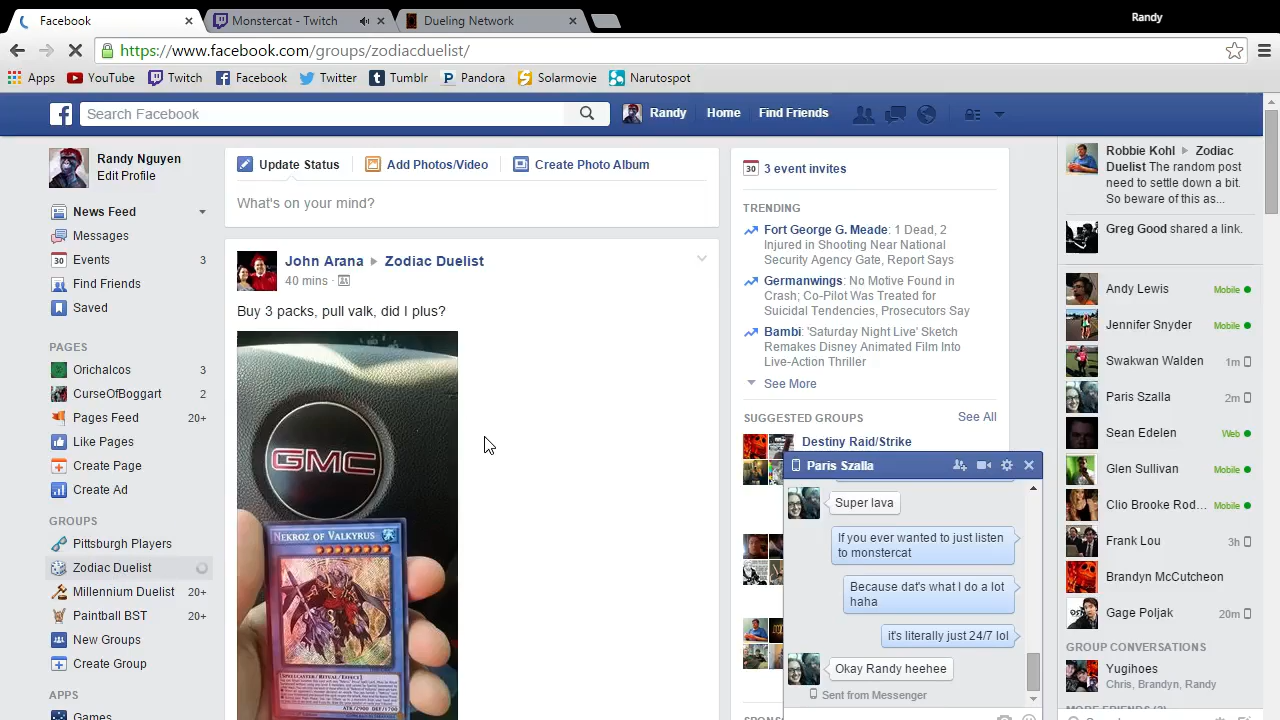 Facebook
Monstercat - Twitch
Dueling Network
Randy
https://www.facebook.com/groups/zodiacduelist/
Apps
YouTube
Twitch
Facebook
Twitter
Tumblr
Pandora
Solarmovie
Narutospot
Search Facebook
Randy
Home
Find Friends
Randy Nguyen
Edit Profile
News Feed
Messages
Events 3
Find Friends
Saved
PAGES
Orichalcos 3
CurseOfBoggart 2
Pages Feed 20+
Like Pages
Create Page
Create Ad
GROUPS
Pittsburgh Players
Zodiac Duelist
Millennium Duelist 20+
Paintball BST 20+
New Groups
Create Group
APPS
Games
Update Status
Add Photos/Video
Create Photo Album
What's on your mind?
John Arana ▶ Zodiac Duelist
40 mins ·
Buy 3 packs, pull valk, did I plus?
GMC
NEKROZ OF VALKYRUS
[SPELLCASTER/RITUAL/EFFECT]
ATK/2900 DEF/1700
30 3 event invites
TRENDING
Fort George G. Meade: 1 Dead, 2
Injured in Shooting Near National
Security Agency Gate, Report Says
Germanwings: No Motive Found in
Crash; Co-Pilot Was Treated for
Suicidal Tendencies, Prosecutors Say
Bambi: 'Saturday Night Live' Sketch
Remakes Disney Animated Film Into
Live-Action Thriller
See More
SUGGESTED GROUPS See All
Destiny Raid/Strike
Paris Szalla
Super lava
If you ever wanted to just listen
to monstercat
Because dat's what I do a lot
haha
it's literally just 24/7 lol
Okay Randy heehee
Sent from Messenger
Robbie Kohl ▶ Zodiac
Duelist The random post
need to settle down a bit.
So beware of this as...
Greg Good shared a link.
Andy Lewis Mobile
Jennifer Snyder Mobile
Swakwan Walden 1m
Paris Szalla 2m
Sean Edelen Web
Glen Sullivan Mobile
Clio Brooke Rod... Mobile
Frank Lou 3h
Brandyn McCutcheon
Gage Poljak 20m
GROUP CONVERSATIONS
Yugihoes
Chris, Brandyn, Randy